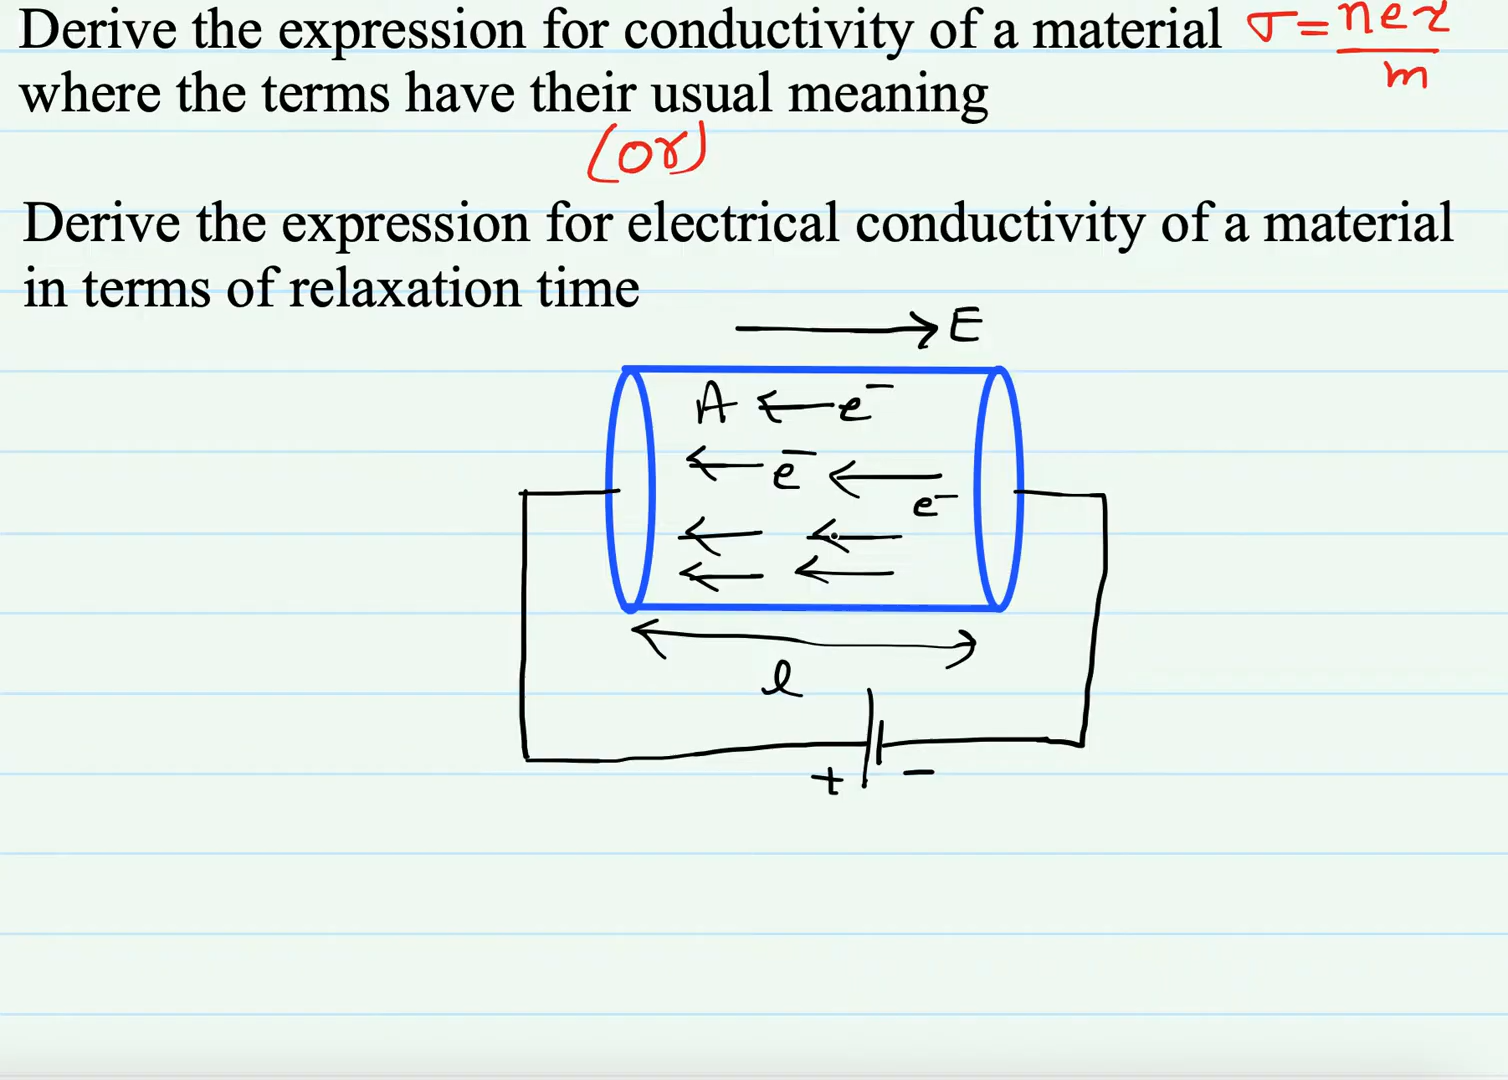 Derive the expression for conductivity of a material σ = neτ/m
where the terms have their usual meaning
(or)
Derive the expression for electrical conductivity of a material
in terms of relaxation time
E
A e⁻
e⁻
e⁻
l
+ −